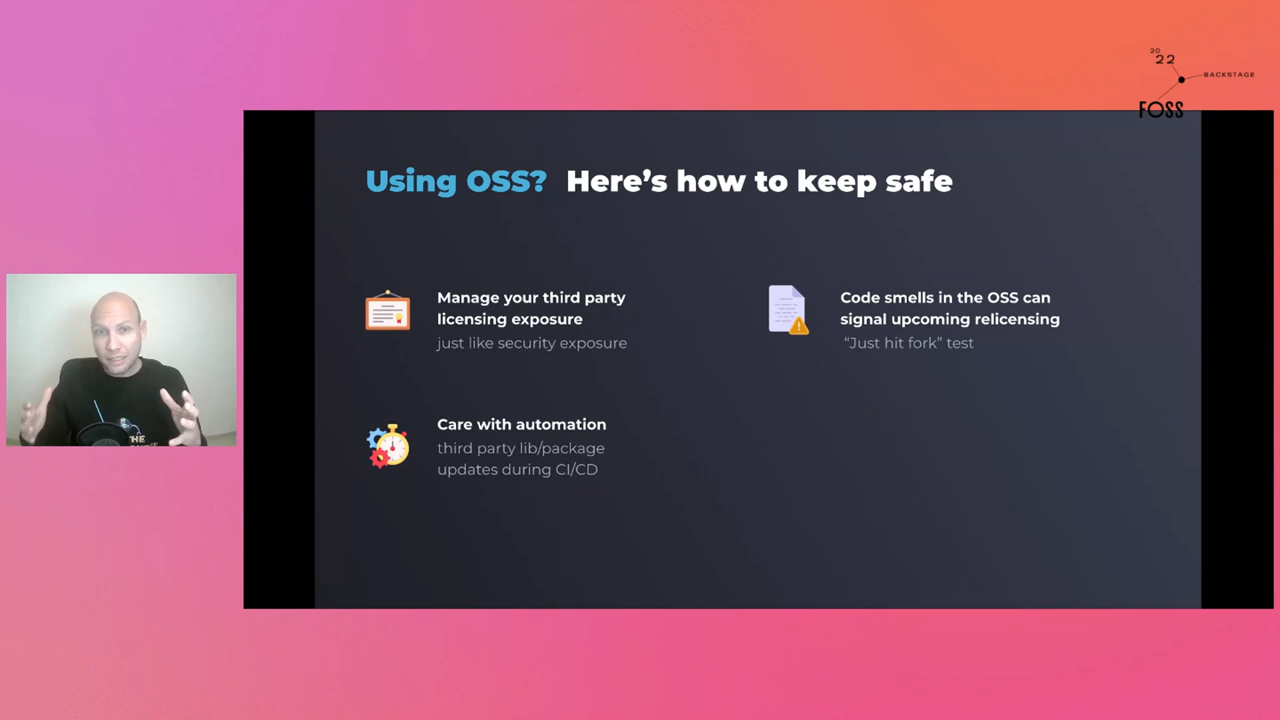 20
22
BACKSTAGE
FOSS
Using OSS? Here's how to keep safe
Manage your third party
licensing exposure
just like security exposure
Code smells in the OSS can
signal upcoming relicensing
“Just hit fork” test
Care with automation
third party lib/package
updates during CI/CD
THE